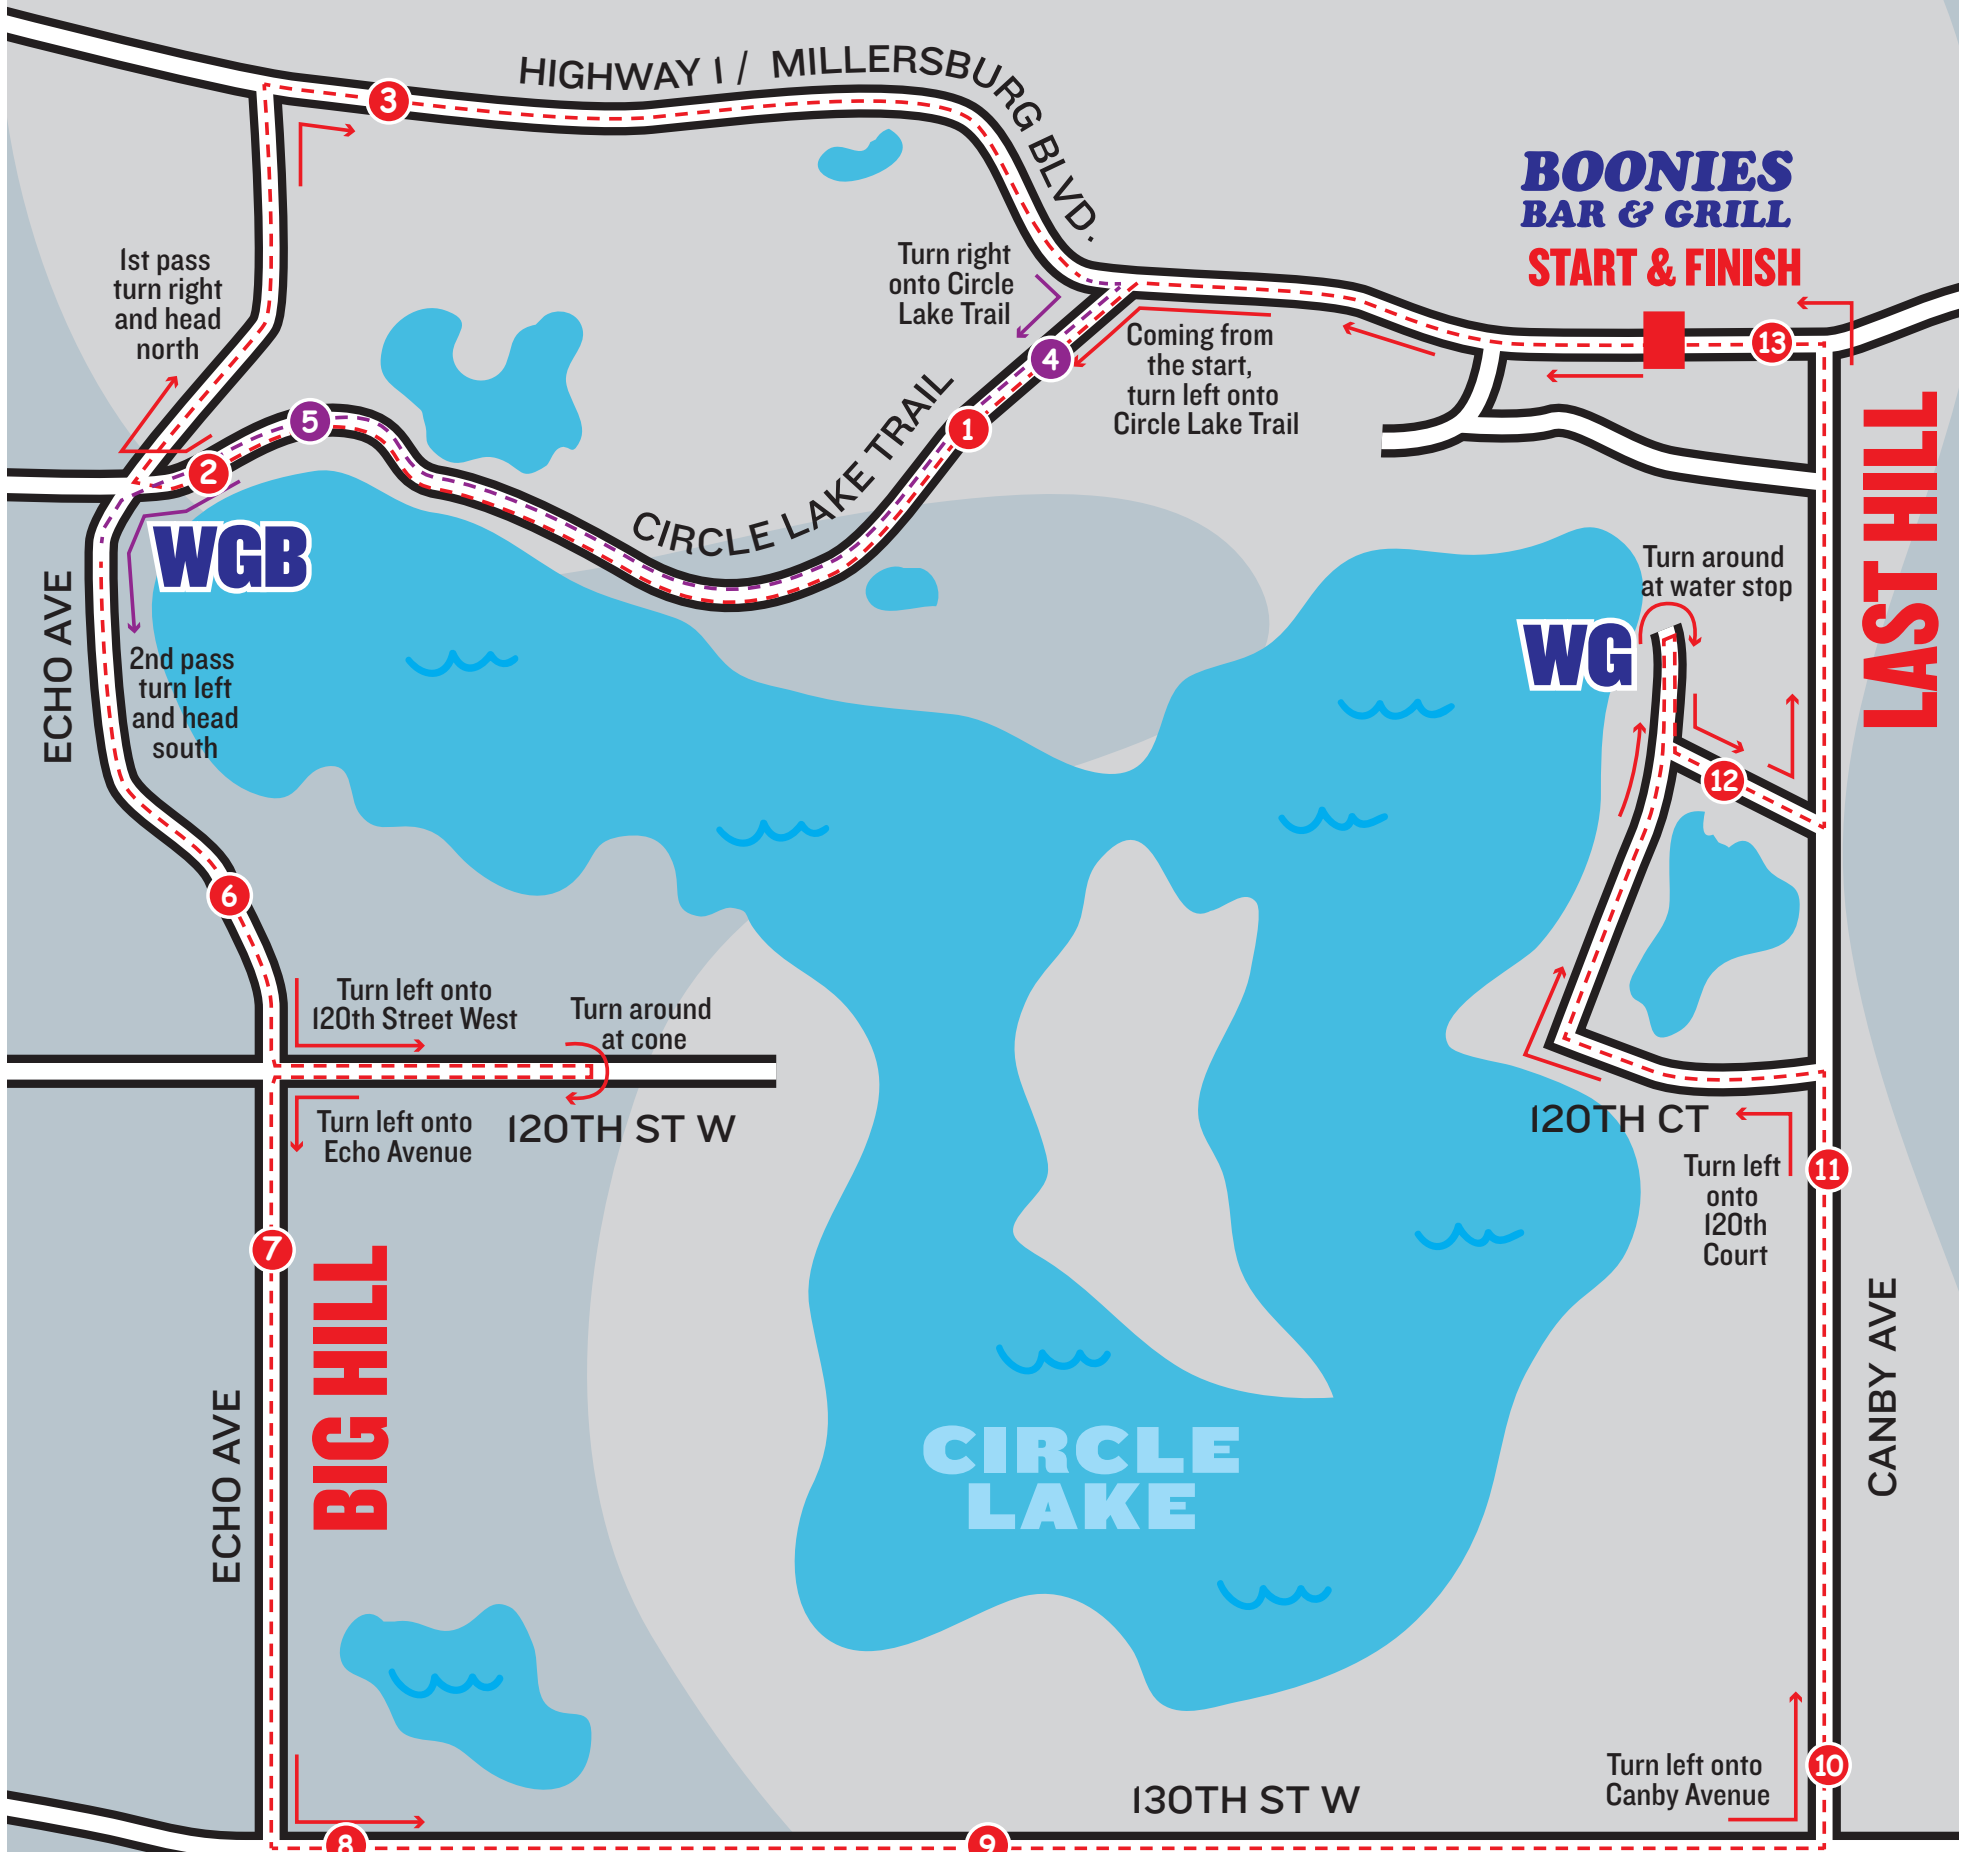 HIGHWAY 1 / MILLERSBURG BLVD.
3
BOONIES
BAR & GRILL
START & FINISH
13
1st pass
turn right
and head
north
Turn right
onto Circle
Lake Trail
4
Coming from
the start,
turn left onto
Circle Lake Trail
5
2
1
CIRCLE LAKE TRAIL
LAST HILL
WGB
ECHO AVE
2nd pass
turn left
and head
south
Turn around
at water stop
WG
12
6
Turn left onto
120th Street West
Turn around
at cone
Turn left onto
Echo Avenue
120TH ST W
120TH CT
Turn left
onto
120th
Court
11
7
BIG HILL
ECHO AVE
CANBY AVE
CIRCLE
LAKE
Turn left onto
Canby Avenue
10
130TH ST W
8
9